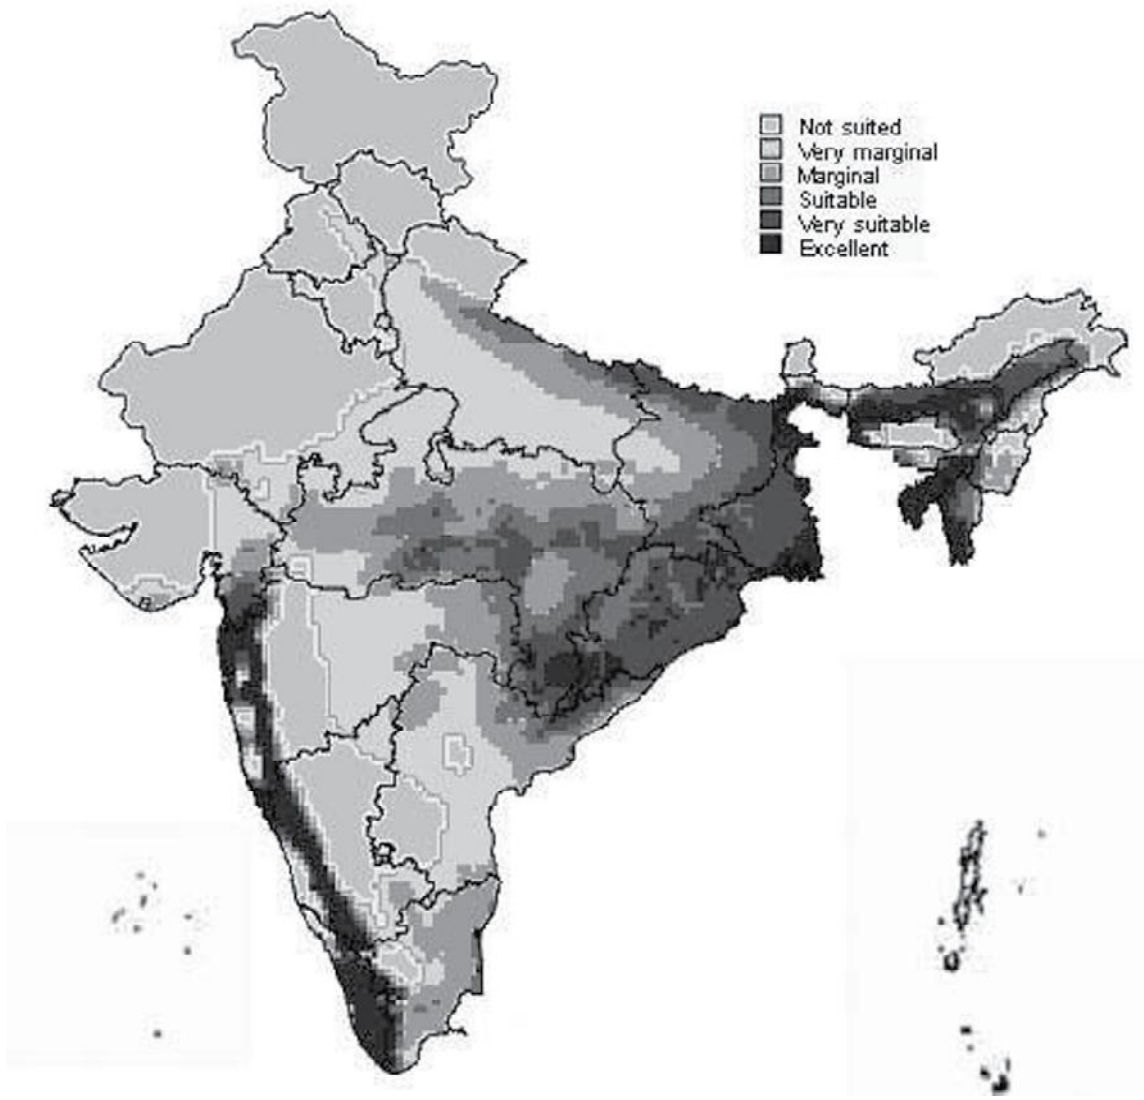 Not suited
Very marginal
Marginal
Suitable
Very suitable
Excellent